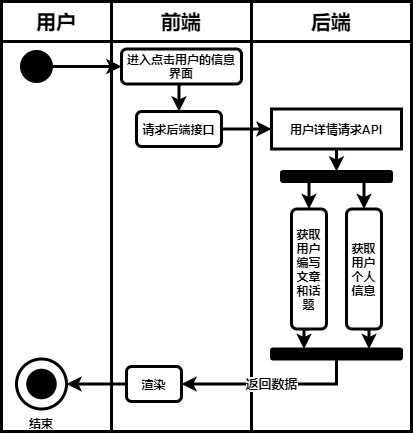 用户
前端
后端
进入点击用户的信息
界面
请求后端接口
用户详情请求API
获取
用户
编写
文章
和话
题
获取
用户
个人
信息
返回数据
渲染
结束